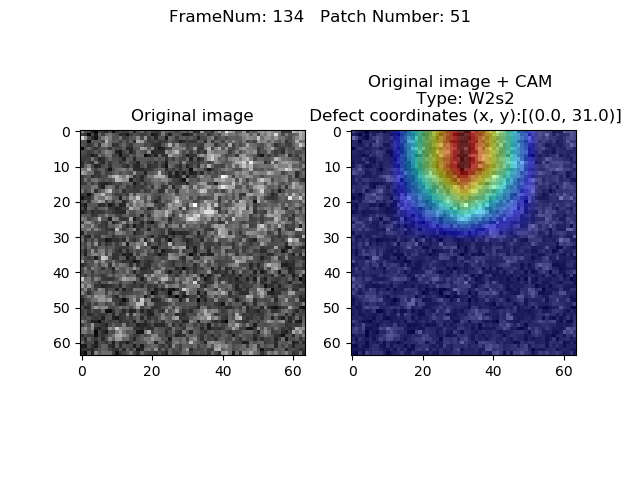 FrameNum: 134   Patch Number: 51
Original image
0
10
20
30
40
50
60
0 20 40 60
Original image + CAM
Type: W2s2
Defect coordinates (x, y):[(0.0, 31.0)]
0
10
20
30
40
50
60
0 20 40 60